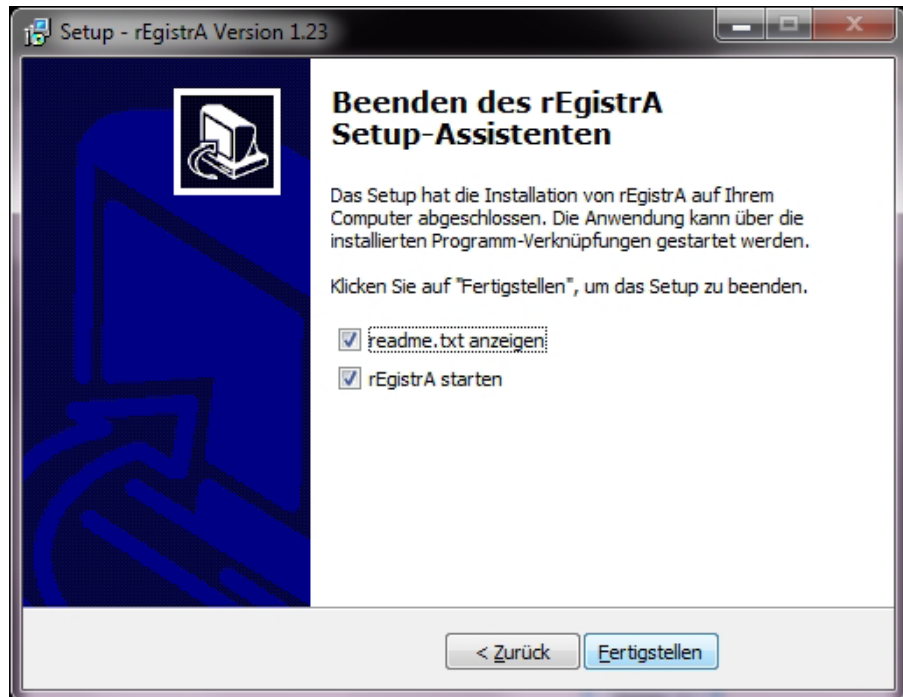 Setup - rEgistrA Version 1.23
Beenden des rEgistrA
Setup-Assistenten
Das Setup hat die Installation von rEgistrA auf Ihrem
Computer abgeschlossen. Die Anwendung kann über die
installierten Programm-Verknüpfungen gestartet werden.
Klicken Sie auf "Fertigstellen", um das Setup zu beenden.
readme.txt anzeigen
rEgistrA starten
< Zurück Fertigstellen